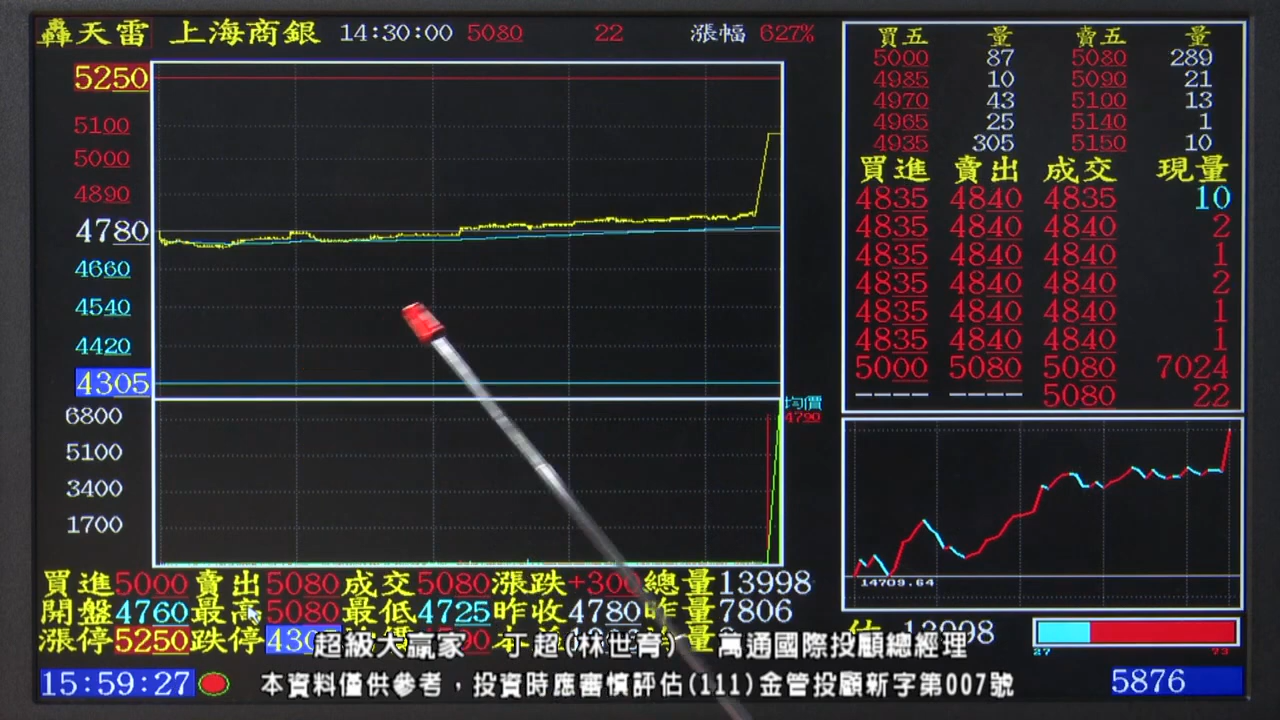 轟天雷 上海商銀 14:30:00 5080 22 漲幅 627%
5250
5100
5000
4890
4780
4660
4540
4420
4305
6800
5100
3400
1700
均價
4790
買五 量 賣五 量
5000 87 5080 289
4985 10 5090 21
4970 43 5100 13
4965 25 5140 1
4935 305 5150 10
買進 賣出 成交 現量
4835 4840 4835 10
4835 4840 4840 2
4835 4840 4840 1
4835 4840 4840 2
4835 4840 4840 1
4835 4840 4840 1
5000 5080 5080 7024
---- ---- 5080 22
14709.64
買進5000 賣出5080 成交5080 漲跌+300 總量13998
開盤4760 最高5080 最低4725 昨收4780 昨量7806
漲停5250 跌停430
估 13998
27 73
超級大贏家 丁超(林世育) 萬通國際投顧總經理
15:59:27
本資料僅供參考，投資時應審慎評估(111)金管投顧新字第007號
5876